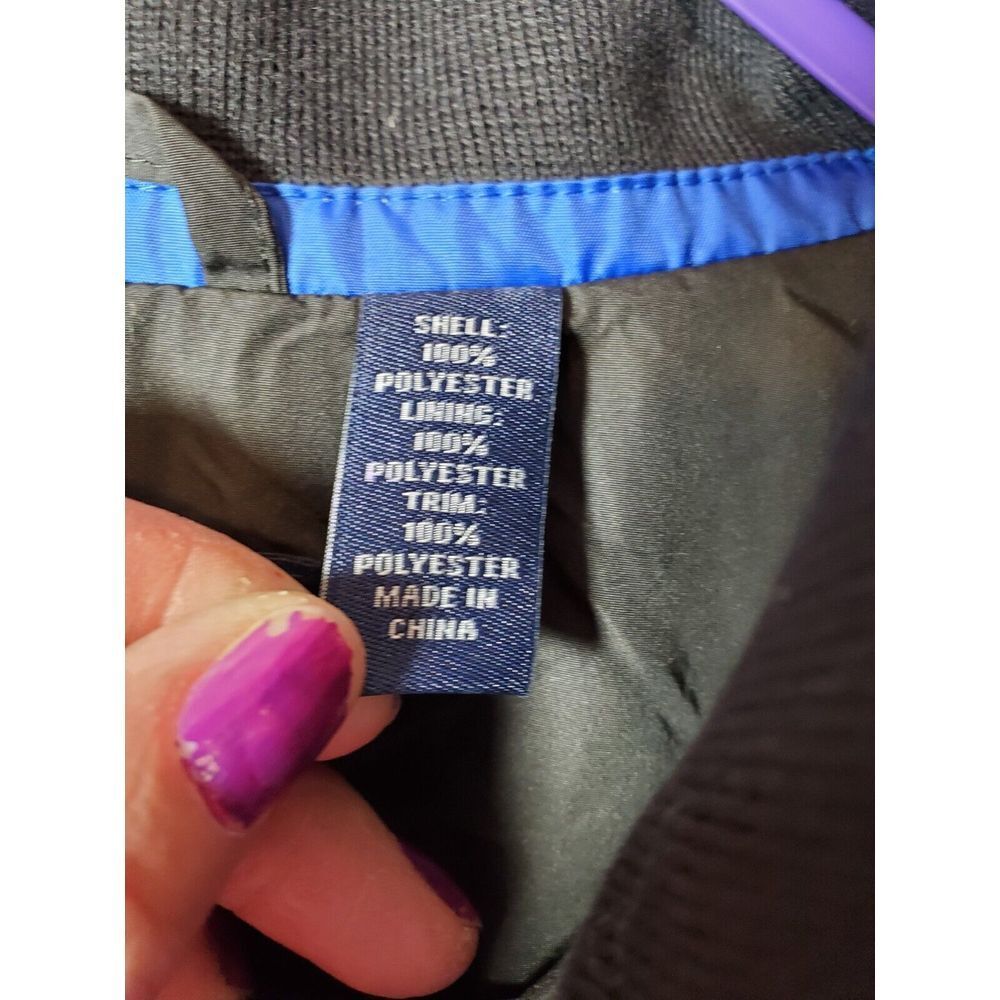 SHELL:
100%
POLYESTER
LINING:
100%
POLYESTER
TRIM:
100%
POLYESTER
MADE IN
CHINA